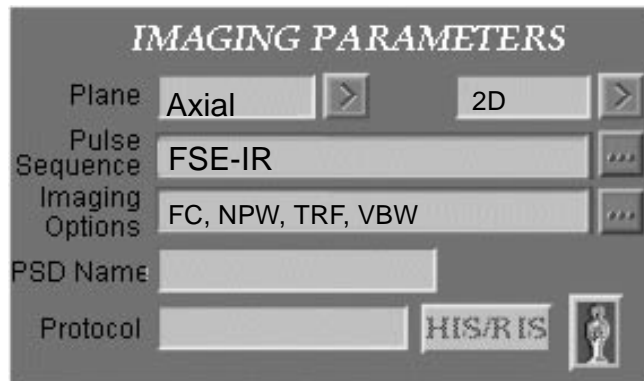 IMAGING PARAMETERS
Plane Axial > 2D >
Pulse Sequence FSE-IR ...
Imaging Options FC, NPW, TRF, VBW ...
PSD Name
Protocol HIS/RIS